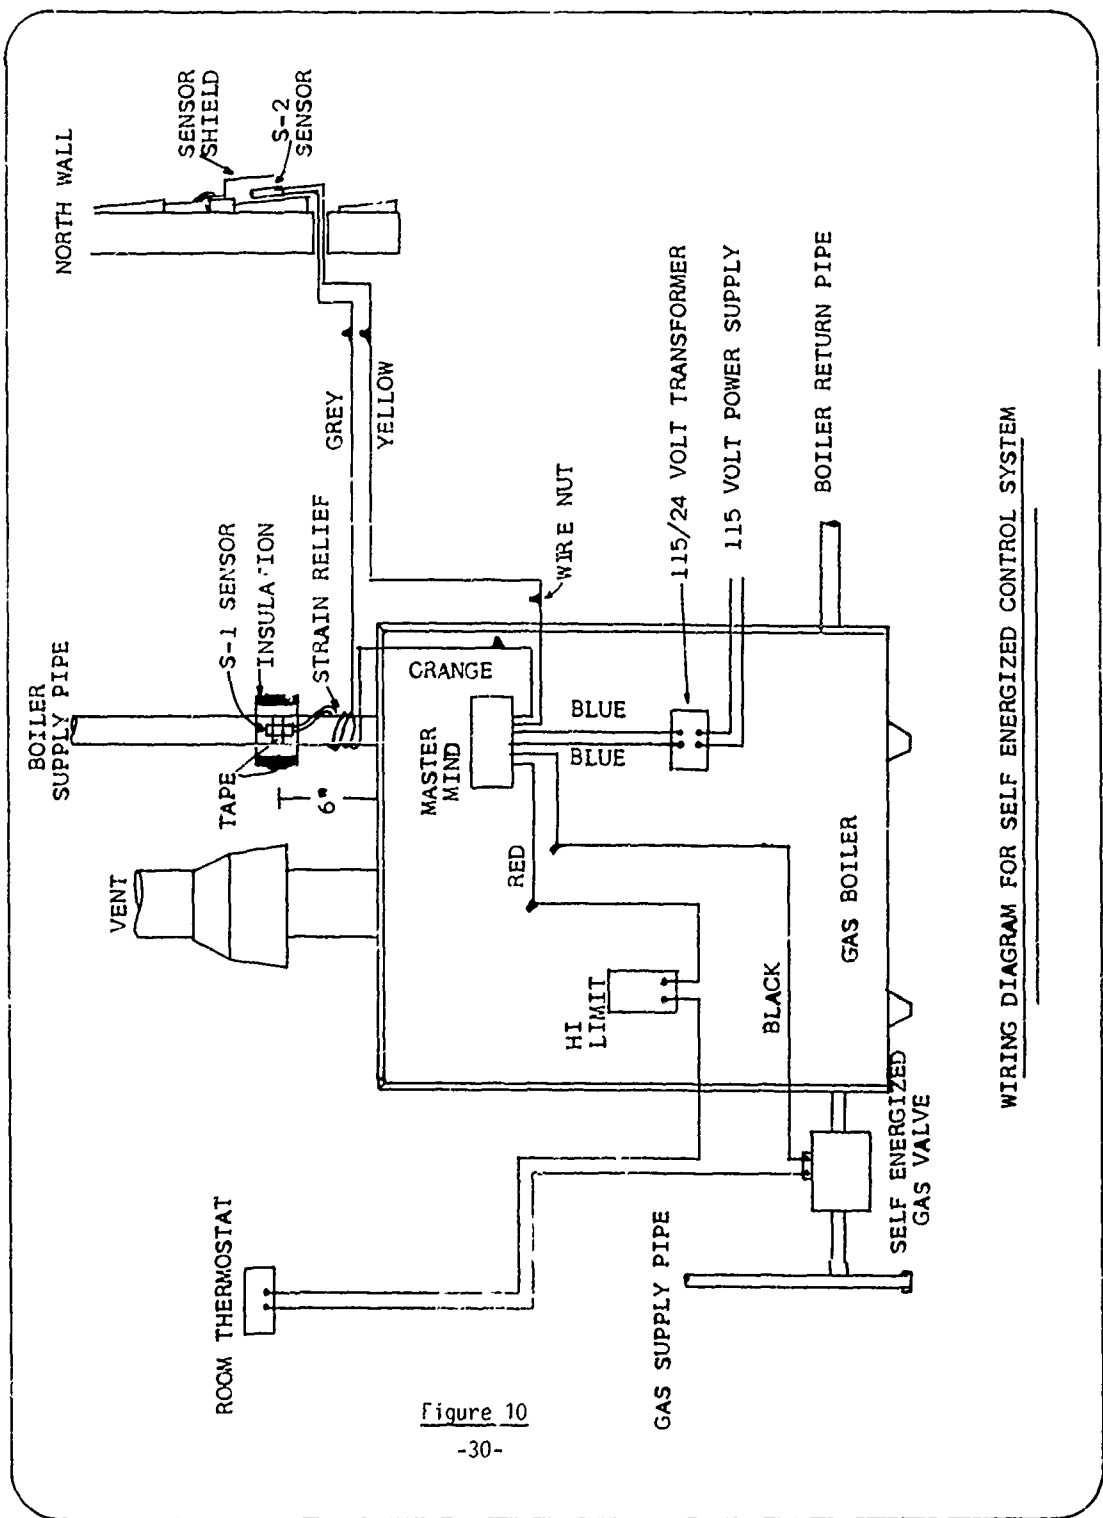 NORTH WALL
SENSOR
SHIELD
S-2
SENSOR
BOILER
SUPPLY PIPE
S-1 SENSOR
INSULATION
STRAIN RELIEF
GREY
YELLOW
TAPE
6"
VENT
WIRE NUT
ORANGE
MASTER
MIND
BLUE
BLUE
115/24 VOLT TRANSFORMER
115 VOLT POWER SUPPLY
RED
HI
LIMIT
BLACK
GAS BOILER
BOILER RETURN PIPE
ROOM THERMOSTAT
GAS SUPPLY PIPE
SELF ENERGIZED
GAS VALVE
WIRING DIAGRAM FOR SELF ENERGIZED CONTROL SYSTEM
Figure 10
-30-